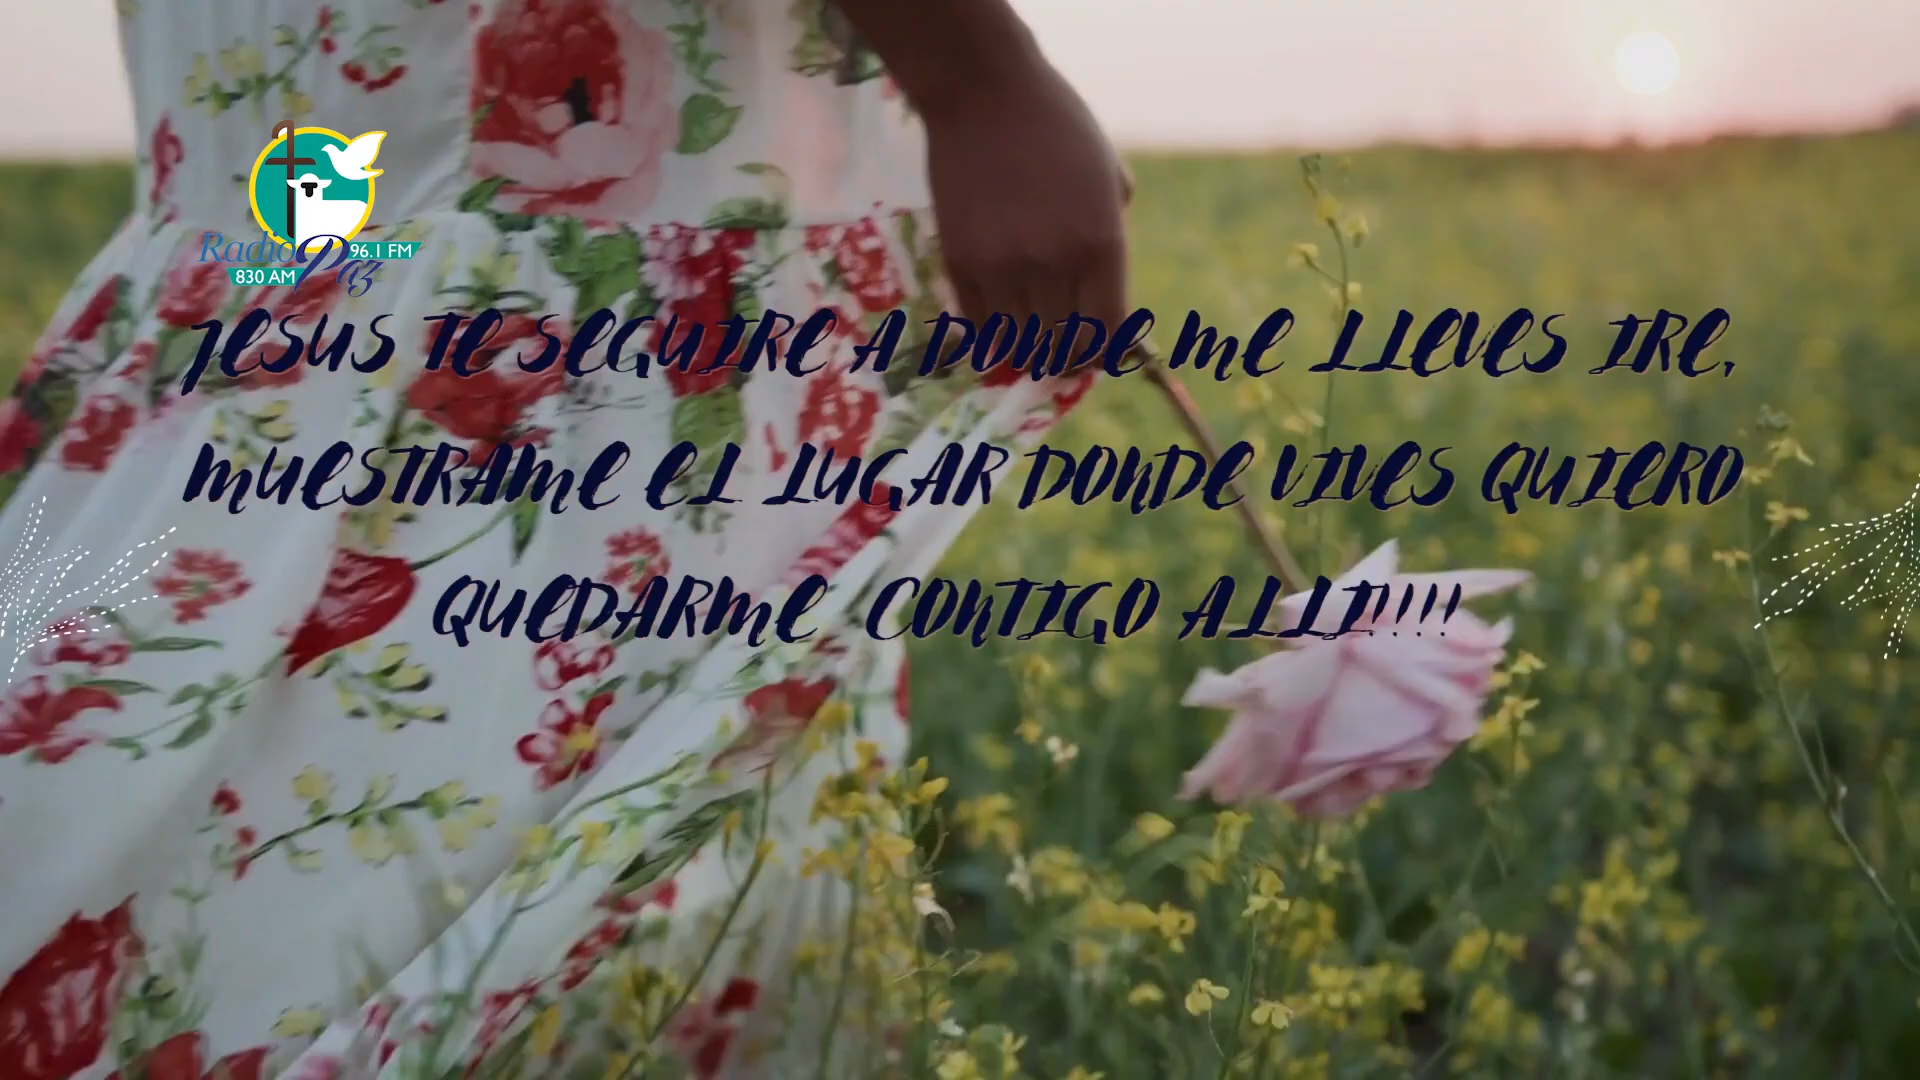 Radio Paz
96.1 FM
830 AM
JESUS TE SEGUIRE A DONDE ME LLEVES IRE,
MUESTRAME EL LUGAR DONDE VIVES QUIERO
QUEDARME CONTIGO ALLI!!!!